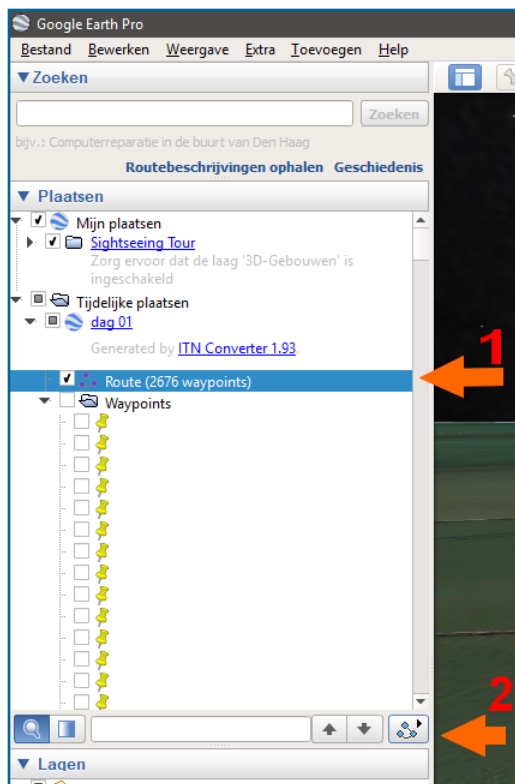 Google Earth Pro
Bestand Bewerken Weergave Extra Toevoegen Help
Zoeken
Zoeken
bijv.: Computerreparatie in de buurt van Den Haag
Routebeschrijvingen ophalen Geschiedenis
Plaatsen
Mijn plaatsen
Sightseeing Tour
Zorg ervoor dat de laag '3D-Gebouwen' is
ingeschakeld
Tijdelijke plaatsen
dag 01
Generated by ITN Converter 1.93.
1
Route (2676 waypoints)
Waypoints
2
Lagen